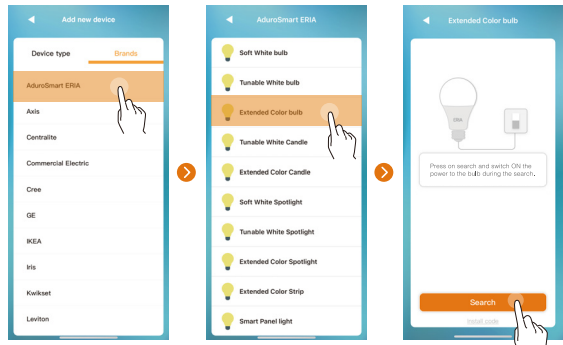 Add new device
Device type
Brands
AduroSmart ERIA
Axis
Centralite
Commercial Electric
Cree
GE
IKEA
Iris
Kwikset
Leviton
AduroSmart ERIA
Soft White bulb
Tunable White bulb
Extended Color bulb
Tunable White Candle
Extended Color Candle
Soft White Spotlight
Tunable White Spotlight
Extended Color Spotlight
Extended Color Strip
Smart Panel light
Extended Color bulb
ERIA
Press on search and switch ON the
power to the bulb during the search.
Search
Install code